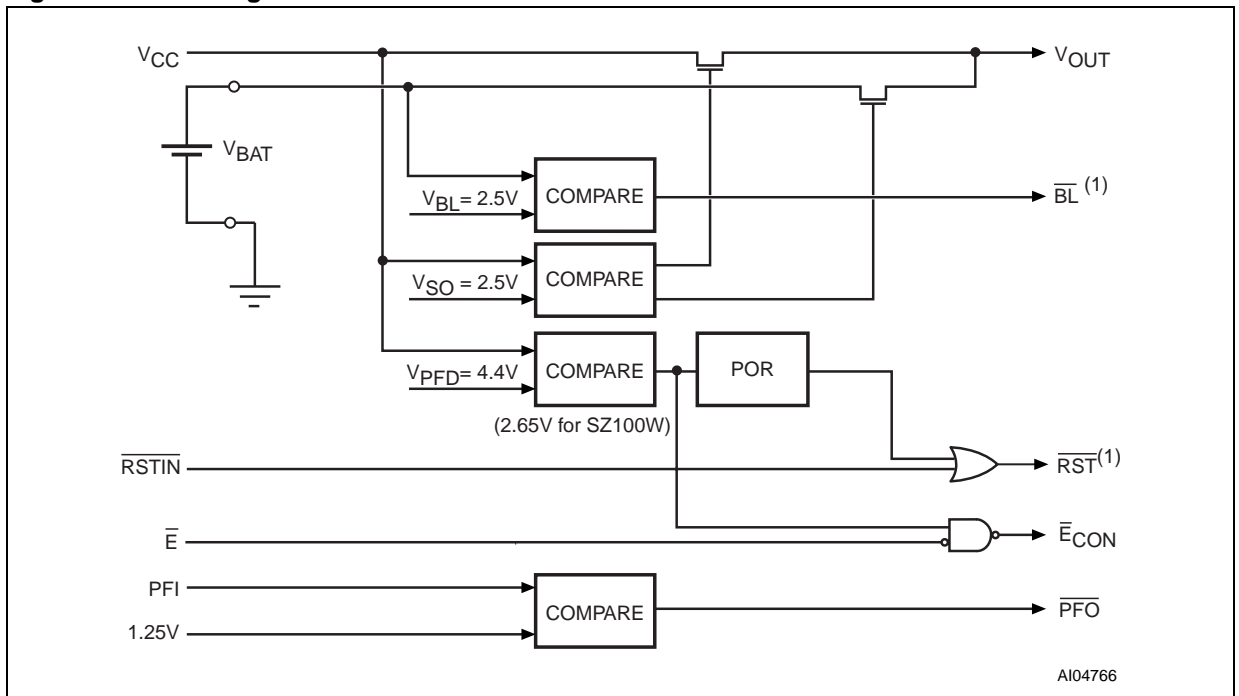 VCC
VOUT
VBAT
VBL= 2.5V
COMPARE
BL (1)
VSO = 2.5V
COMPARE
VPFD= 4.4V
COMPARE
POR
(2.65V for SZ100W)
RSTIN
RST(1)
E
ECON
PFI
1.25V
COMPARE
PFO
AI04766